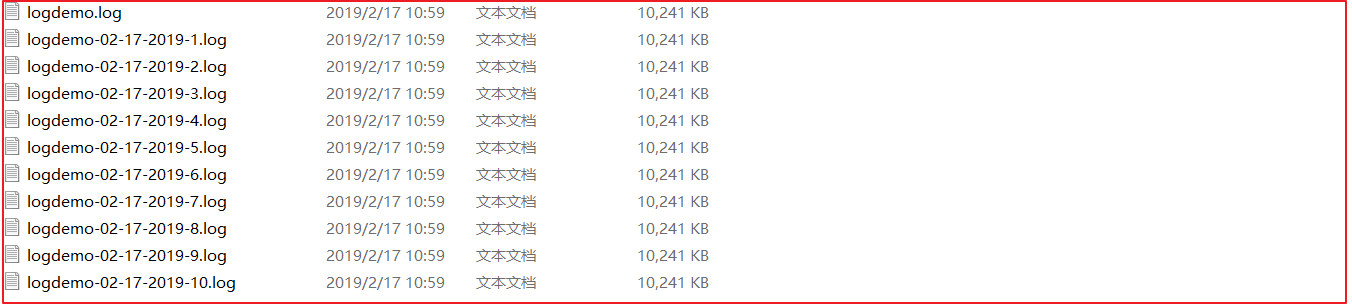 logdemo.log 2019/2/17 10:59 文本文档 10,241 KB
logdemo-02-17-2019-1.log 2019/2/17 10:59 文本文档 10,241 KB
logdemo-02-17-2019-2.log 2019/2/17 10:59 文本文档 10,241 KB
logdemo-02-17-2019-3.log 2019/2/17 10:59 文本文档 10,241 KB
logdemo-02-17-2019-4.log 2019/2/17 10:59 文本文档 10,241 KB
logdemo-02-17-2019-5.log 2019/2/17 10:59 文本文档 10,241 KB
logdemo-02-17-2019-6.log 2019/2/17 10:59 文本文档 10,241 KB
logdemo-02-17-2019-7.log 2019/2/17 10:59 文本文档 10,241 KB
logdemo-02-17-2019-8.log 2019/2/17 10:59 文本文档 10,241 KB
logdemo-02-17-2019-9.log 2019/2/17 10:59 文本文档 10,241 KB
logdemo-02-17-2019-10.log 2019/2/17 10:59 文本文档 10,241 KB